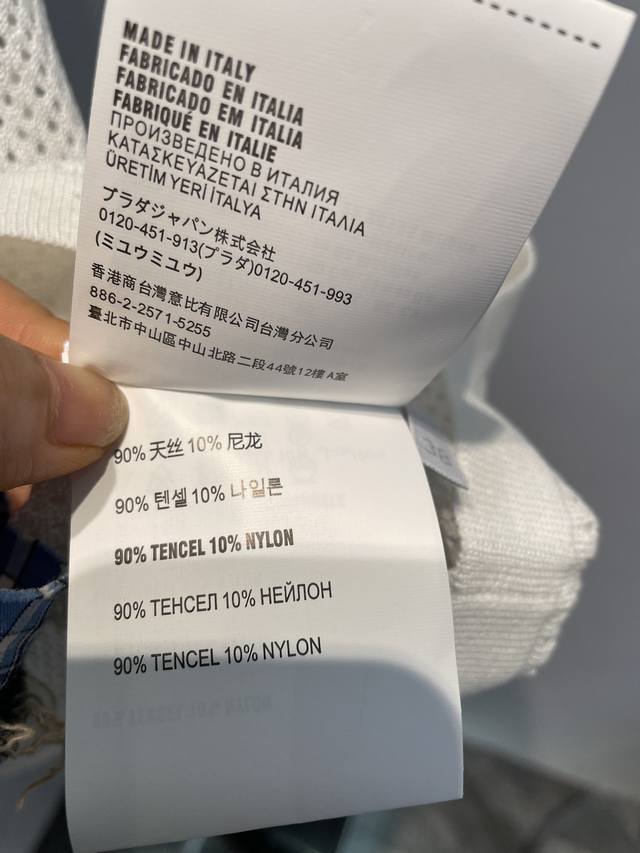 MADE IN ITALY
FABRICADO EN ITALIA
FABRICADO EM ITALIA
FABRIQUÉ EN ITALIE
ПРОИЗВЕДЕНО В ИТАЛИЯ
ΚΑΤΑΣΚΕΥΑΖΕΤΑΙ ΣΤΗΝ ΙΤΑΛΙΑ
ÜRETİM YERİ İTALYA
プラダジャパン株式会社
0120-451-913(プラダ)0120-451-993
(ミュウミュウ)
香港商台灣意比有限公司台灣分公司
886-2-2571-5255
臺北市中山區中山北路二段44號12樓 A室
90% 天丝 10% 尼龙
90% 텐셀 10% 나일론
90% TENCEL 10% NYLON
90% ТЕНСЕЛ 10% НЕЙЛОН
90% TENCEL 10% NYLON
38